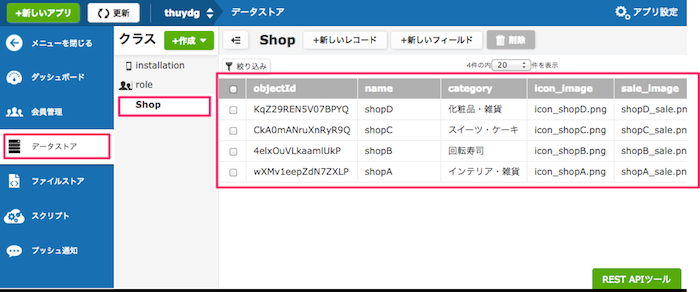 +新しいアプリ 更新 thuydg データストア アプリ設定
メニューを閉じる
ダッシュボード
会員管理
データストア
ファイルストア
スクリプト
プッシュ通知
クラス +作成
installation
role
Shop
Shop +新しいレコード +新しいフィールド 削除
絞り込み 4件の内 20 件を表示
objectId name category icon_image sale_image
KqZ29REN5V07BPYQ shopD 化粧品・雑貨 icon_shopD.png shopD_sale.pn
CkA0mANruXnRyR9Q shopC スイーツ・ケーキ icon_shopC.png shopC_sale.pn
4elxOuVLkaamlUkP shopB 回転寿司 icon_shopB.png shopB_sale.pn
wXMv1eepZdN7ZXLP shopA インテリア・雑貨 icon_shopA.png shopA_sale.pn
REST APIツール